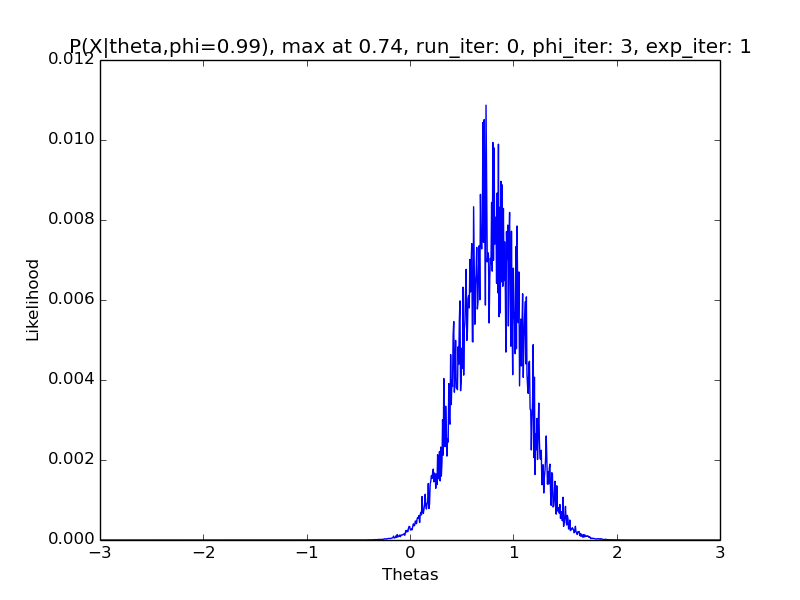 P(X|theta,phi=0.99), max at 0.74, run_iter: 0, phi_iter: 3, exp_iter: 1
0.012
0.010
0.008
0.006
0.004
0.002
0.000
Likelihood
−3 −2 −1 0 1 2 3
Thetas